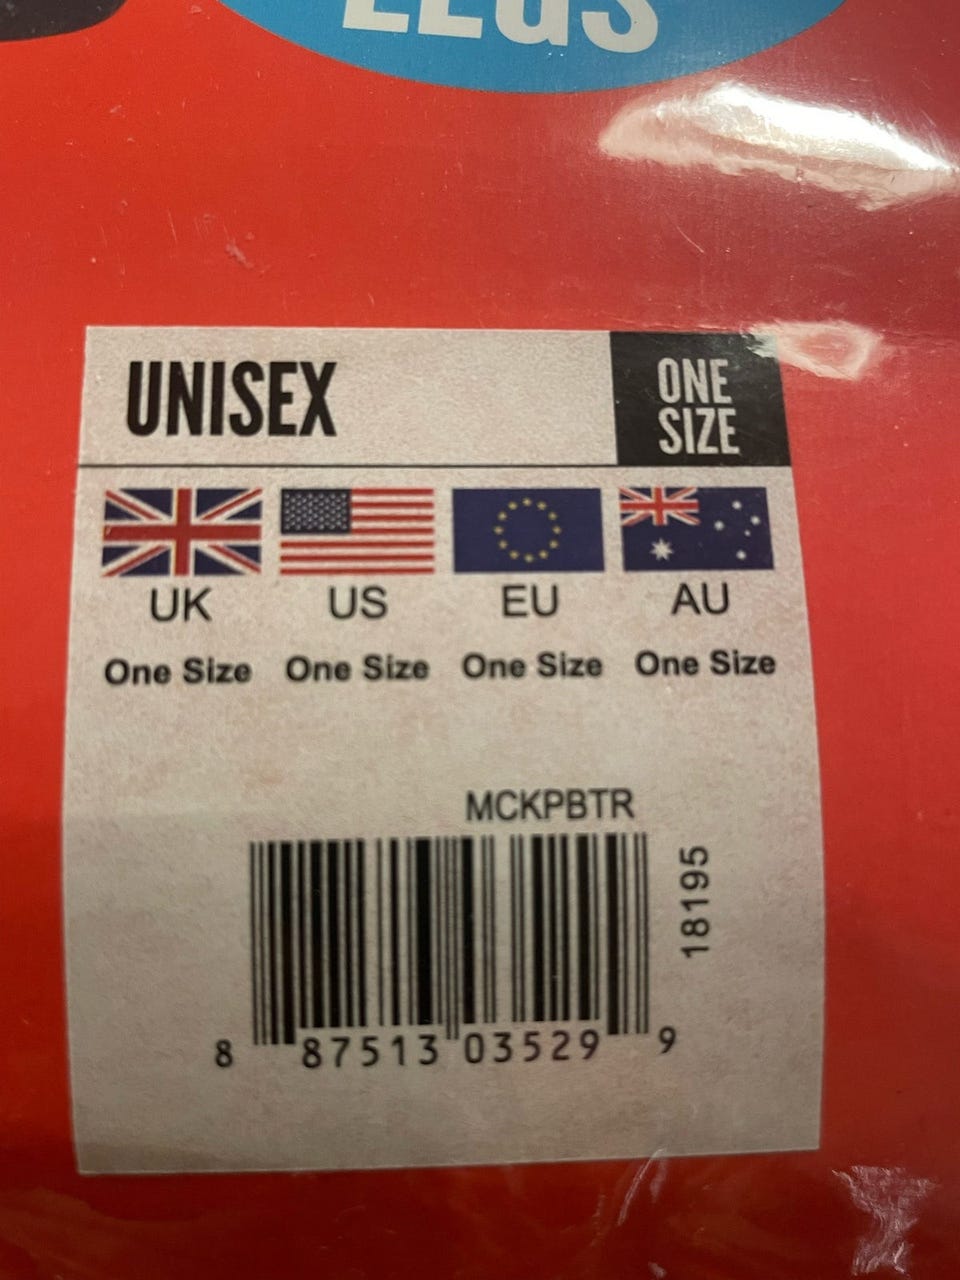 LEGS
UNISEX
ONE
SIZE
UK US EU AU
One Size One Size One Size One Size
MCKPBTR
18195
8 87513 03529 9